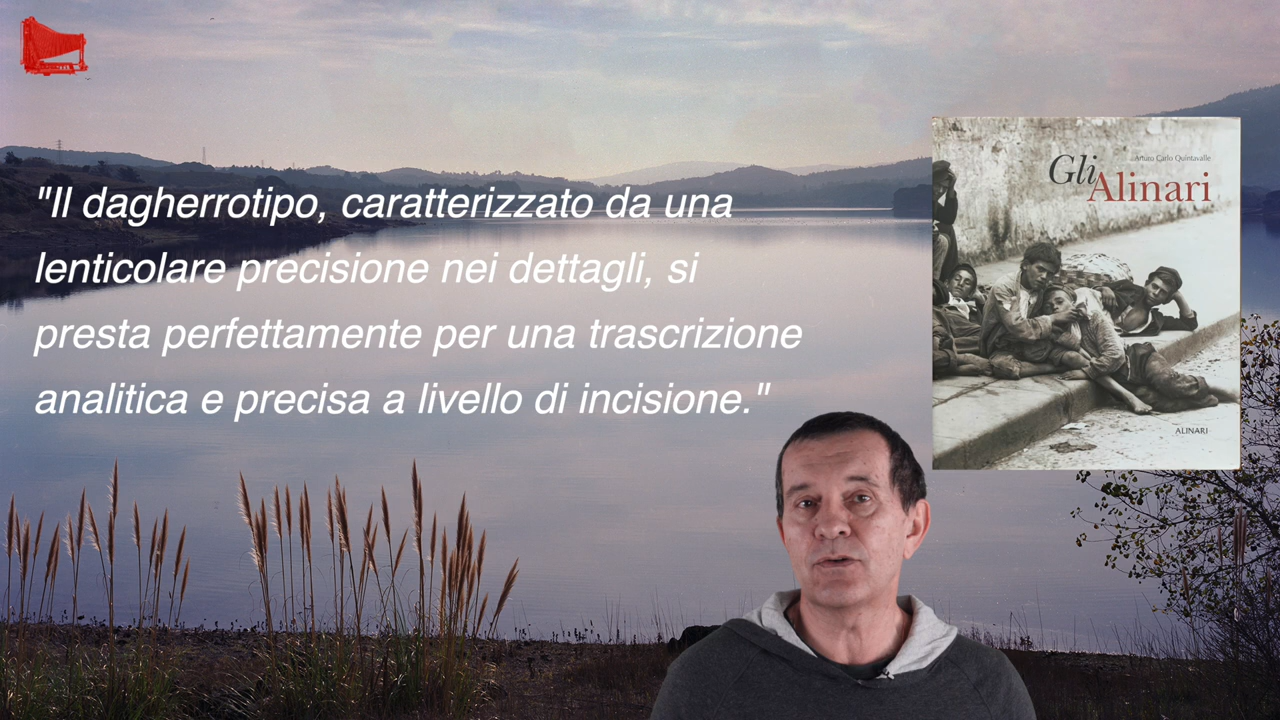 "Il dagherrotipo, caratterizzato da una
lenticolare precisione nei dettagli, si
presta perfettamente per una trascrizione
analitica e precisa a livello di incisione."
Arturo Carlo Quintavalle
Gli
Alinari
ALINARI